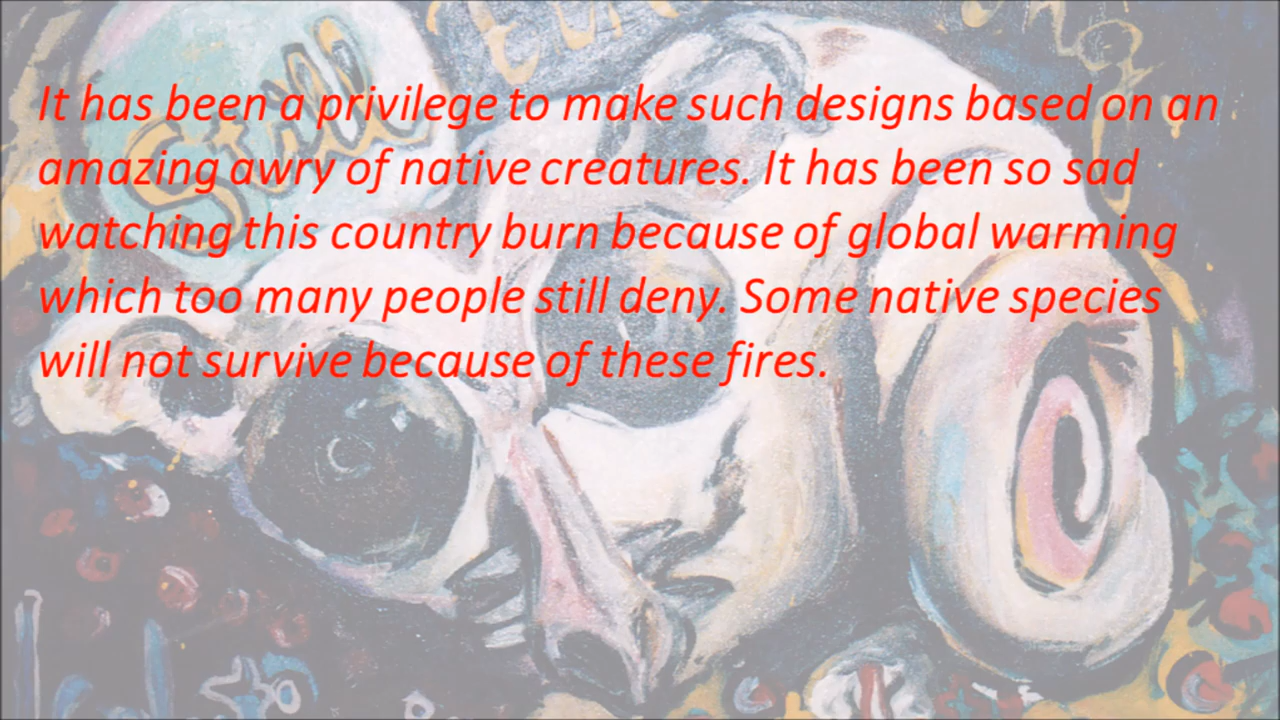 Still
It has been a privilege to make such designs based on an
amazing awry of native creatures. It has been so sad
watching this country burn because of global warming
which too many people still deny. Some native species
will not survive because of these fires.